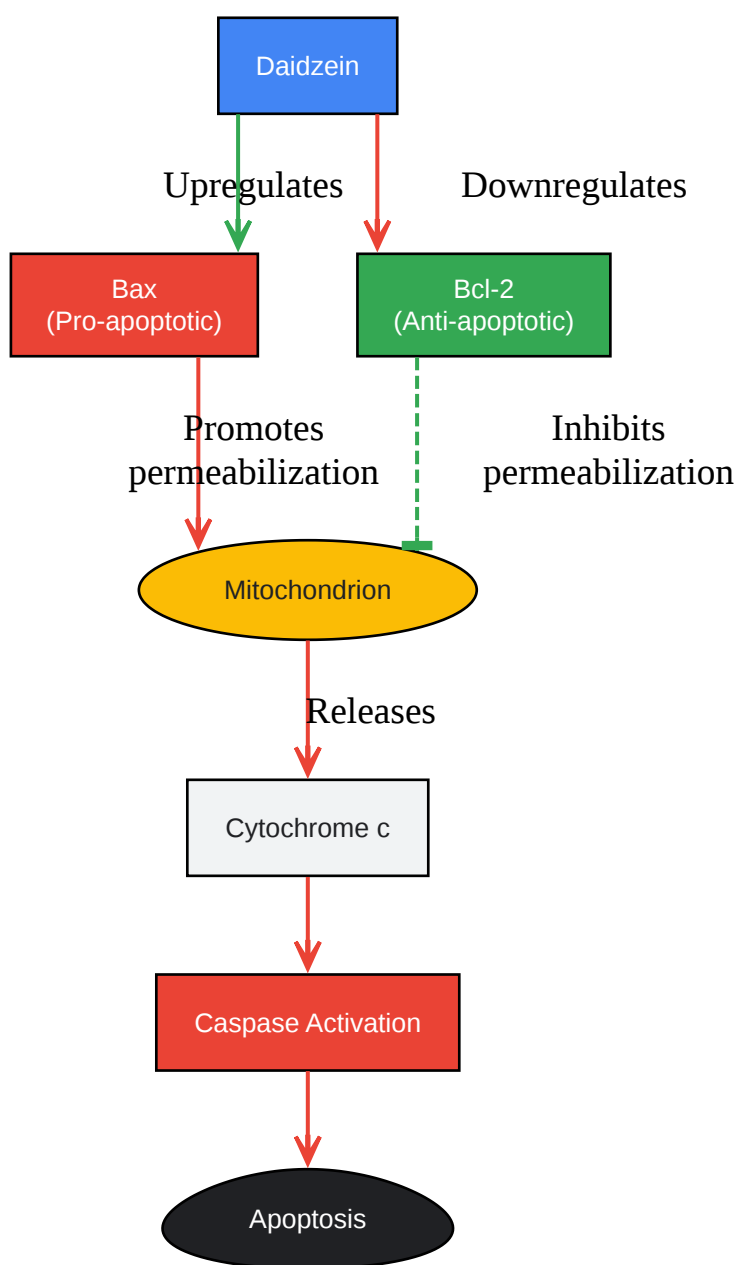 Daidzein
Upregulates
Downregulates
Bax
(Pro-apoptotic)
Bcl-2
(Anti-apoptotic)
Promotes
permeabilization
Inhibits
permeabilization
Mitochondrion
Releases
Cytochrome c
Caspase Activation
Apoptosis